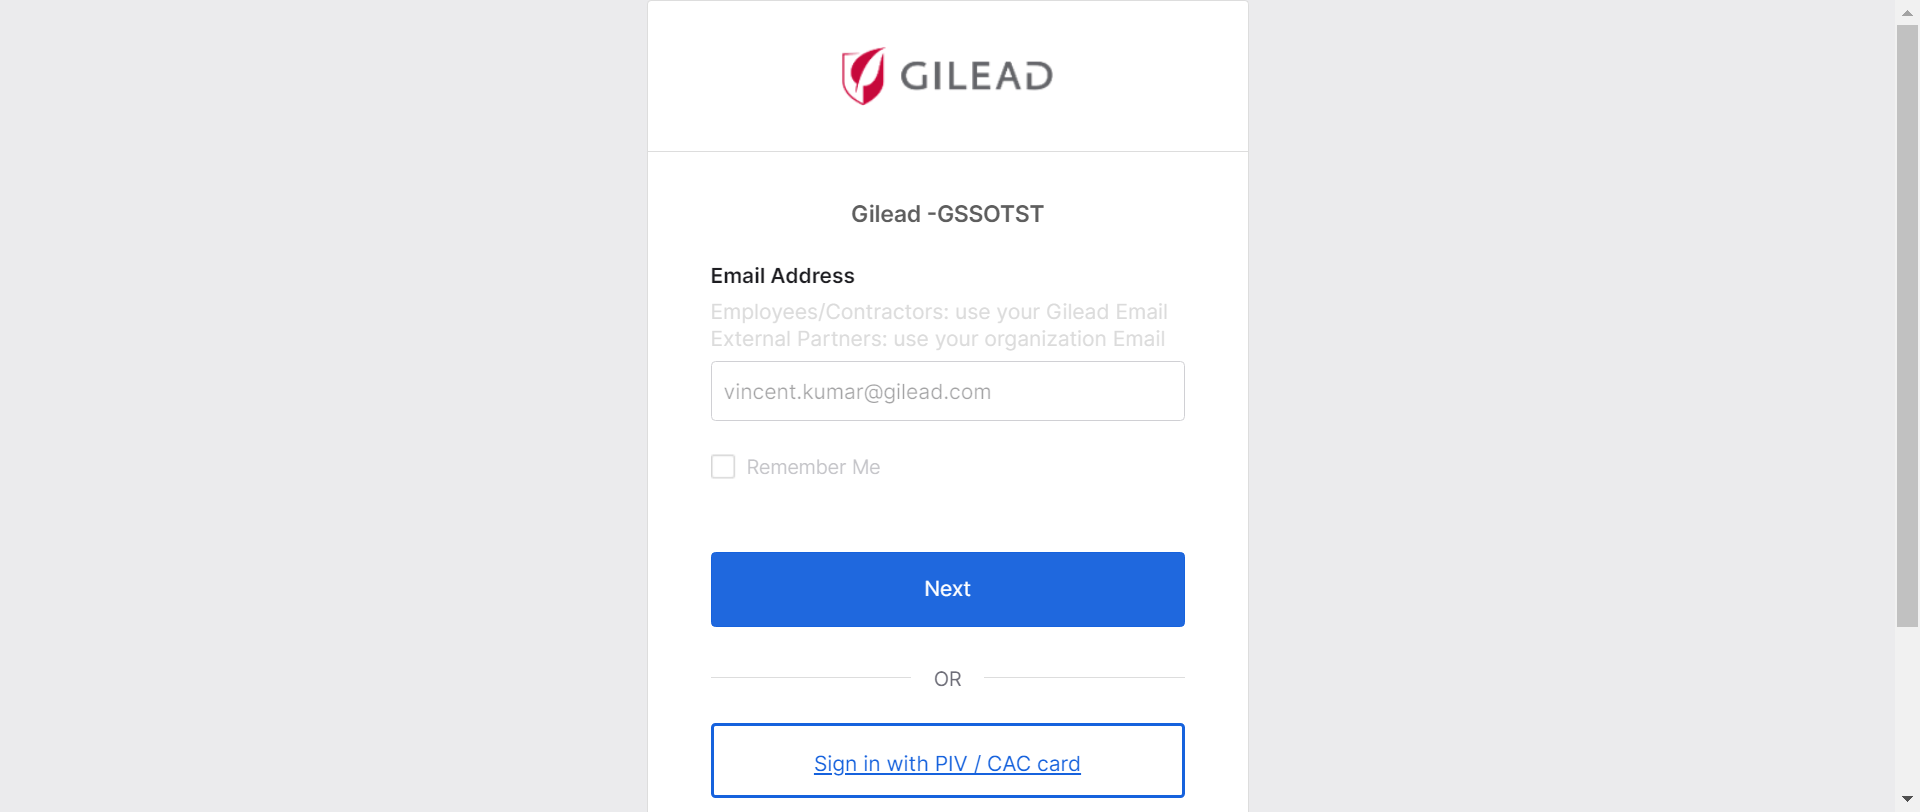 GILEAD
Gilead -GSSOTST
Email Address
Employees/Contractors: use your Gilead Email
External Partners: use your organization Email
vincent.kumar@gilead.com
Remember Me
Next
OR
Sign in with PIV / CAC card